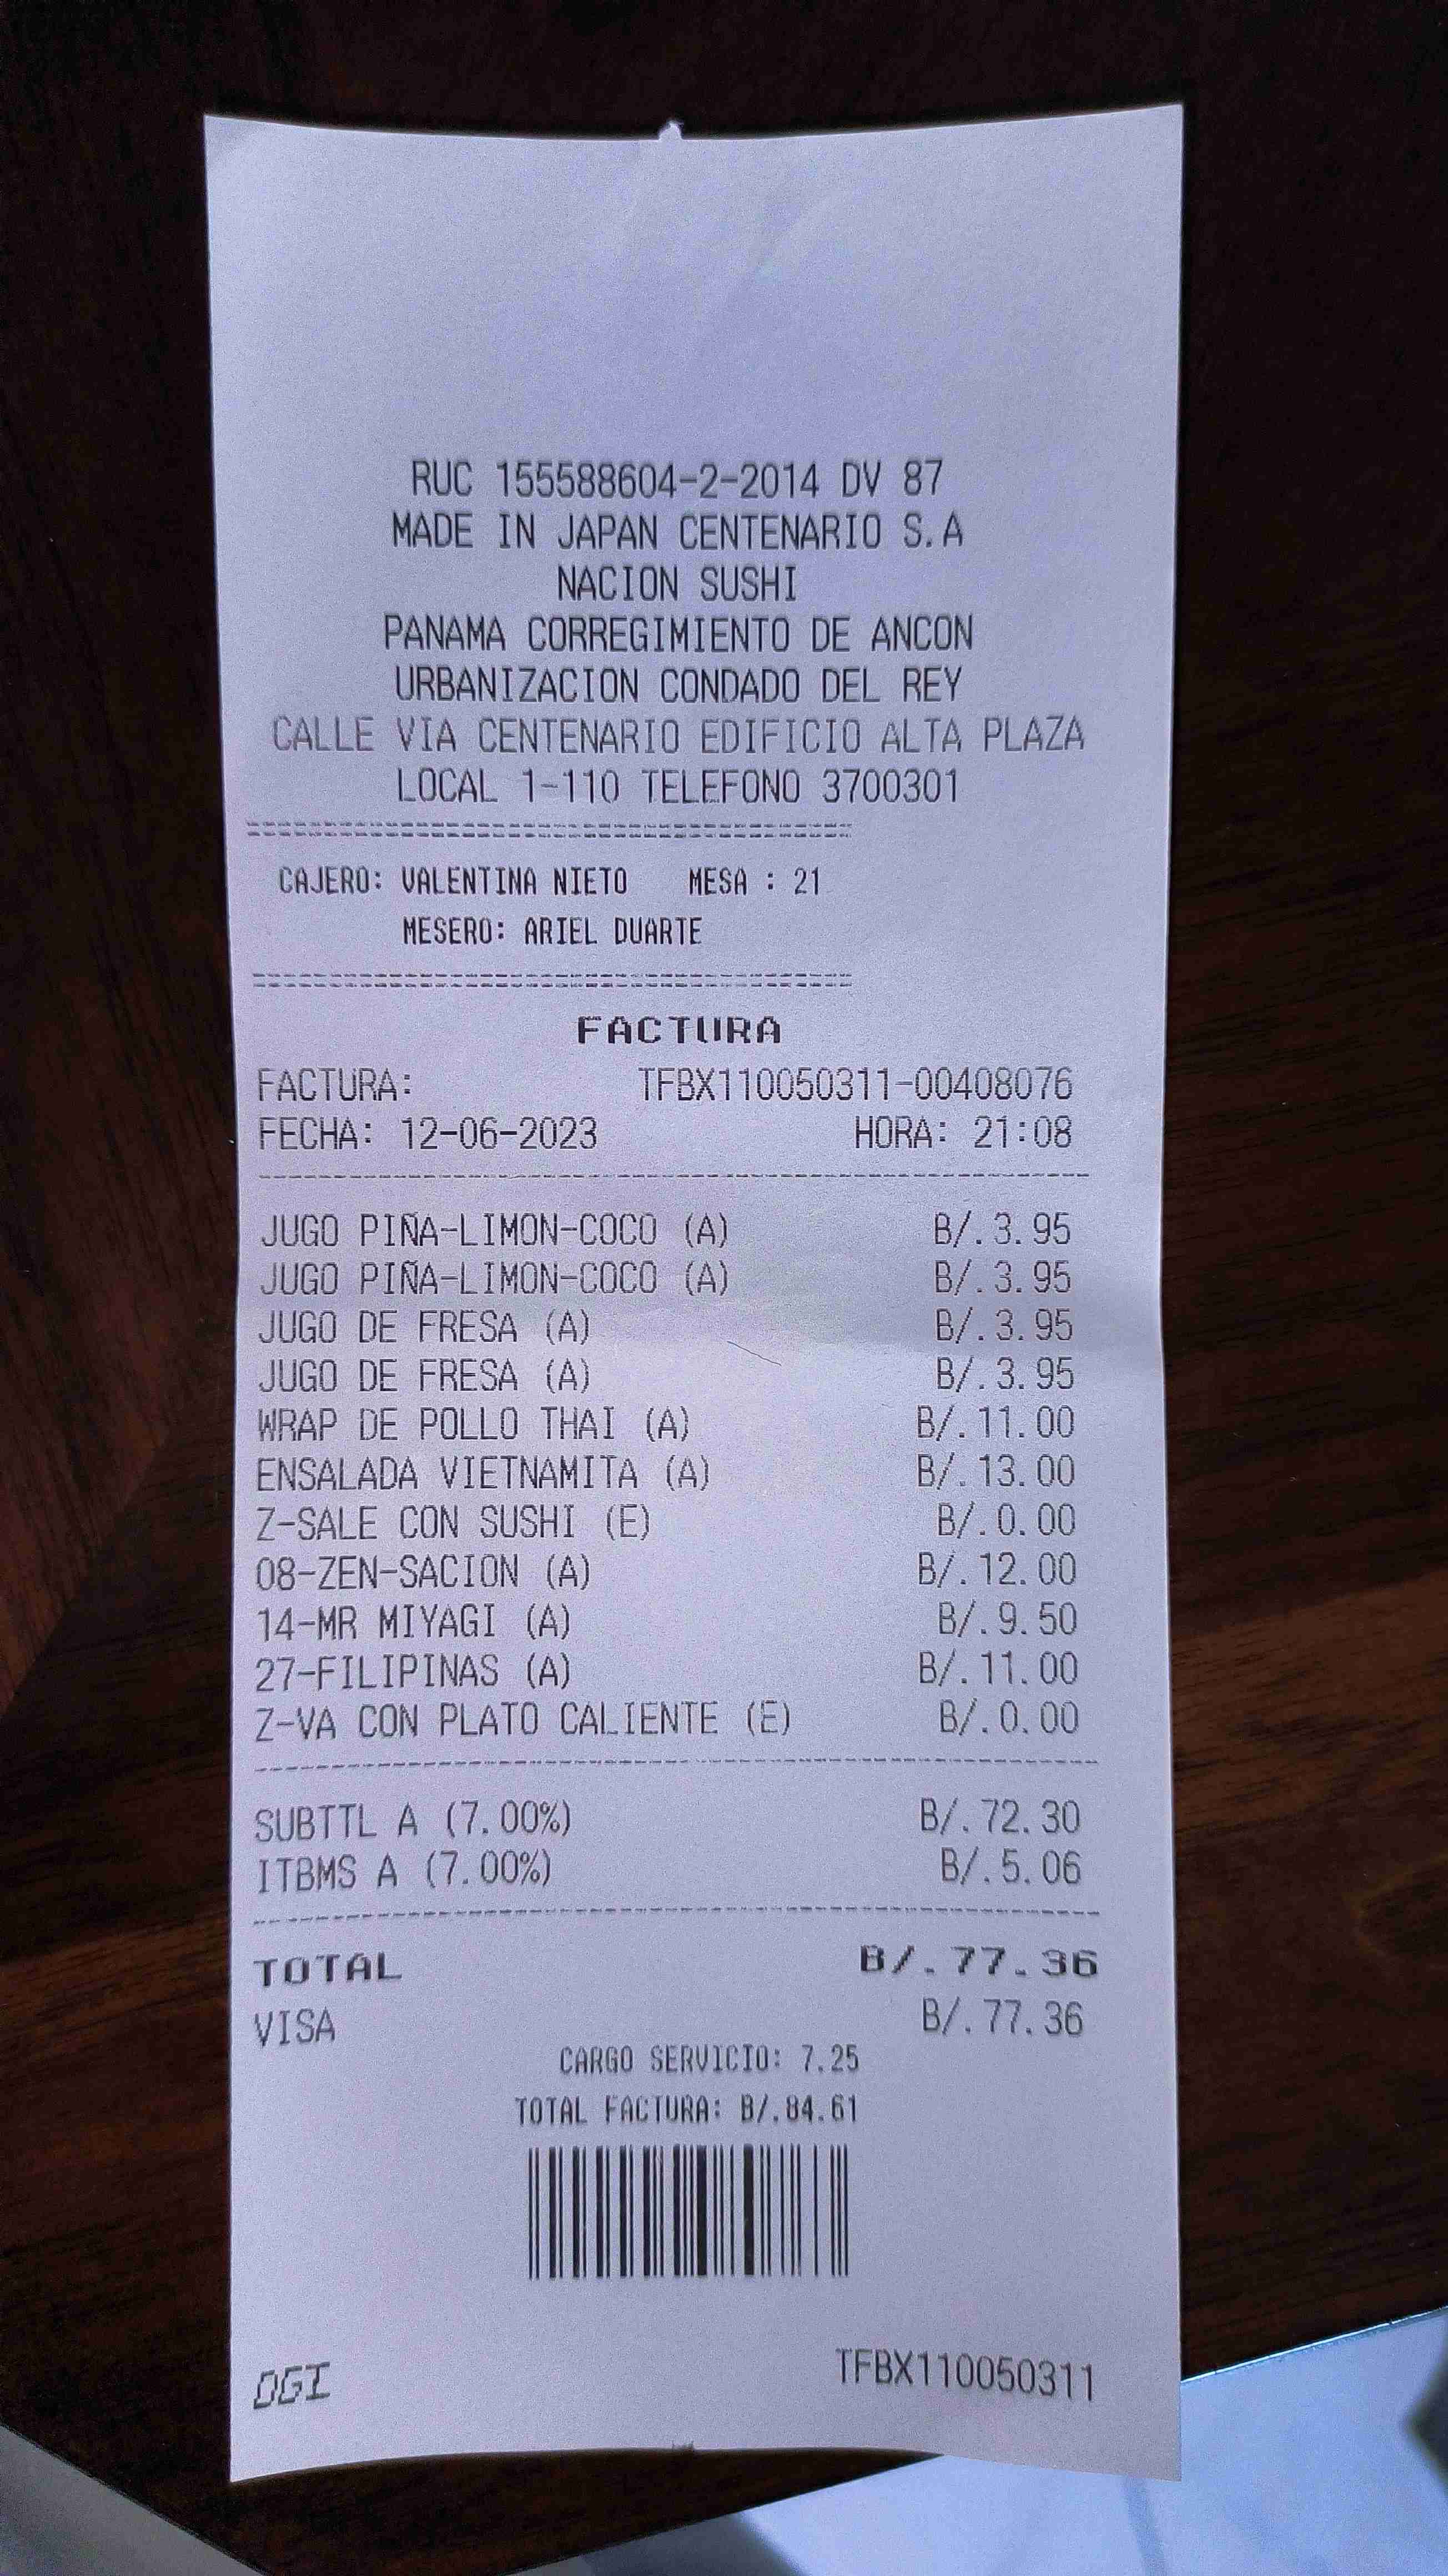 RUC 155588604-2-2014 DV 87
MADE IN JAPAN CENTENARIO S.A
NACION SUSHI
PANAMA CORREGIMIENTO DE ANCON
URBANIZACION CONDADO DEL REY
CALLE VIA CENTENARIO EDIFICIO ALTA PLAZA
LOCAL 1-110 TELEFONO 3700301
CAJERO: VALENTINA NIETO MESA : 21
MESERO: ARIEL DUARTE
FACTURA
FACTURA: TFBX110050311-00408076
FECHA: 12-06-2023 HORA: 21:08
JUGO PIÑA-LIMON-COCO (A) B/.3.95
JUGO PIÑA-LIMON-COCO (A) B/.3.95
JUGO DE FRESA (A) B/.3.95
JUGO DE FRESA (A) B/.3.95
WRAP DE POLLO THAI (A) B/.11.00
ENSALADA VIETNAMITA (A) B/.13.00
Z-SALE CON SUSHI (E) B/.0.00
08-ZEN-SACION (A) B/.12.00
14-MR MIYAGI (A) B/.9.50
27-FILIPINAS (A) B/.11.00
Z-VA CON PLATO CALIENTE (E) B/.0.00
SUBTTL A (7.00%) B/.72.30
ITBMS A (7.00%) B/.5.06
TOTAL B/.77.36
VISA B/.77.36
CARGO SERVICIO: 7.25
TOTAL FACTURA: B/.84.61
DGI TFBX110050311